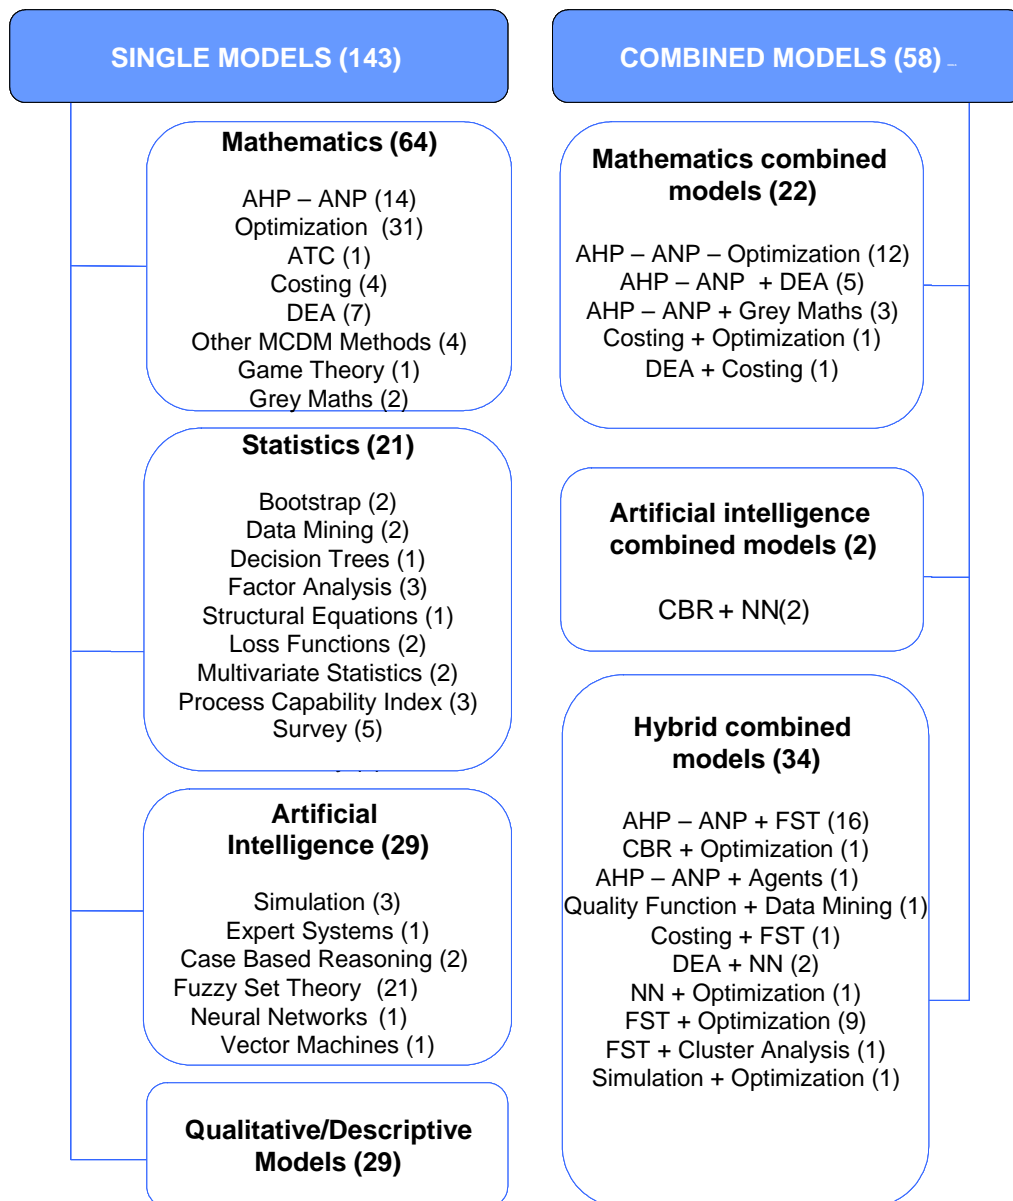 SINGLE MODELS (143)
Mathematics (64)
AHP – ANP (14)
Optimization (31)
ATC (1)
Costing (4)
DEA (7)
Other MCDM Methods (4)
Game Theory (1)
Grey Maths (2)
Statistics (21)
Bootstrap (2)
Data Mining (2)
Decision Trees (1)
Factor Analysis (3)
Structural Equations (1)
Loss Functions (2)
Multivariate Statistics (2)
Process Capability Index (3)
Survey (5)
Artificial
Intelligence (29)
Simulation (3)
Expert Systems (1)
Case Based Reasoning (2)
Fuzzy Set Theory (21)
Neural Networks (1)
Vector Machines (1)
Qualitative/Descriptive
Models (29)
COMBINED MODELS (58)
Mathematics combined
models (22)
AHP – ANP – Optimization (12)
AHP – ANP + DEA (5)
AHP – ANP + Grey Maths (3)
Costing + Optimization (1)
DEA + Costing (1)
Artificial intelligence
combined models (2)
CBR + NN(2)
Hybrid combined
models (34)
AHP – ANP + FST (16)
CBR + Optimization (1)
AHP – ANP + Agents (1)
Quality Function + Data Mining (1)
Costing + FST (1)
DEA + NN (2)
NN + Optimization (1)
FST + Optimization (9)
FST + Cluster Analysis (1)
Simulation + Optimization (1)